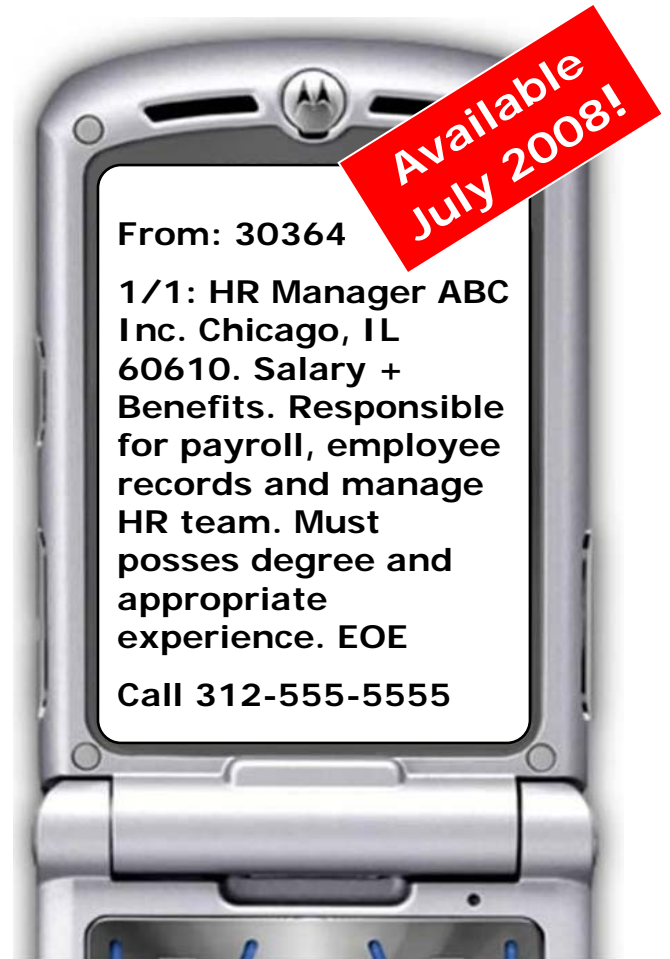 Available
July 2008!
From: 30364
1/1: HR Manager ABC
Inc. Chicago, IL
60610. Salary +
Benefits. Responsible
for payroll, employee
records and manage
HR team. Must
posses degree and
appropriate
experience. EOE
Call 312-555-5555